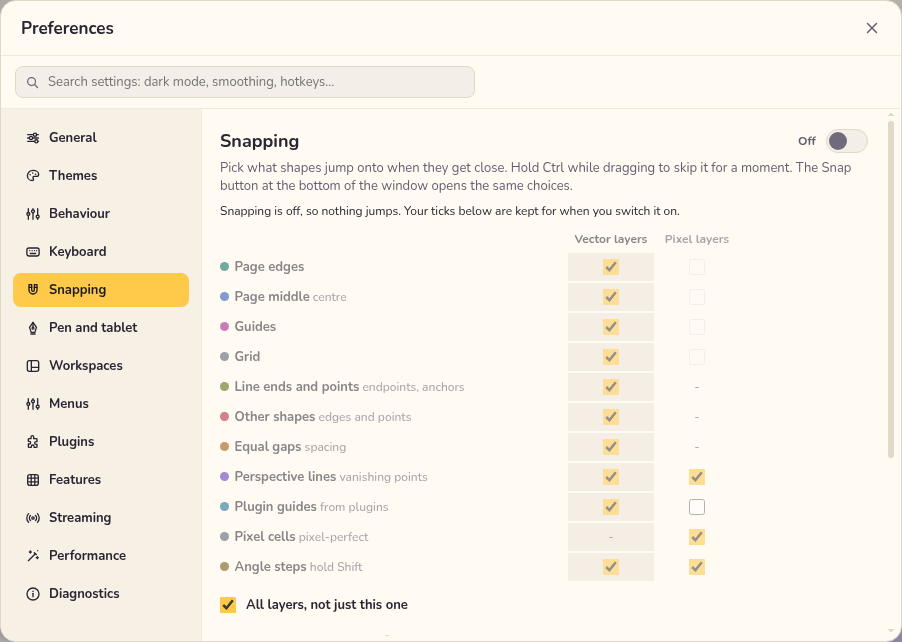 Preferences
Search settings: dark mode, smoothing, hotkeys...
General
Themes
Behaviour
Keyboard
Snapping
Pen and tablet
Workspaces
Menus
Plugins
Features
Streaming
Performance
Diagnostics
Snapping
Off
Pick what shapes jump onto when they get close. Hold Ctrl while dragging to skip it for a moment. The Snap
button at the bottom of the window opens the same choices.
Snapping is off, so nothing jumps. Your ticks below are kept for when you switch it on.
Vector layers Pixel layers
Page edges
Page middle centre
Guides
Grid
Line ends and points endpoints, anchors -
Other shapes edges and points -
Equal gaps spacing -
Perspective lines vanishing points
Plugin guides from plugins
Pixel cells pixel-perfect -
Angle steps hold Shift
All layers, not just this one